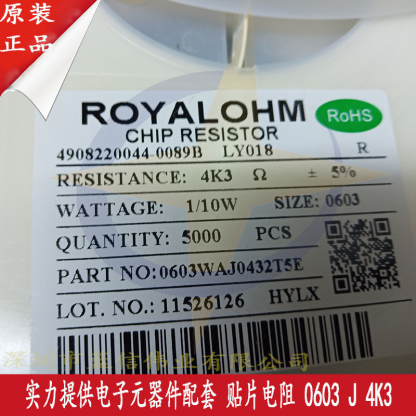 原装
正品
ROYALOHM
RoHS
CHIP RESISTOR
4908220044-0089B LY018 R
RESISTANCE: 4K3 Ω ± 5%
WATTAGE: 1/10W SIZE: 0603
QUANTITY: 5000 PCS
PART NO:0603WAJ0432T5E
LOT. NO.: 11526126 HYLX
实力提供电子元器件配套 贴片电阻 0603 J 4K3